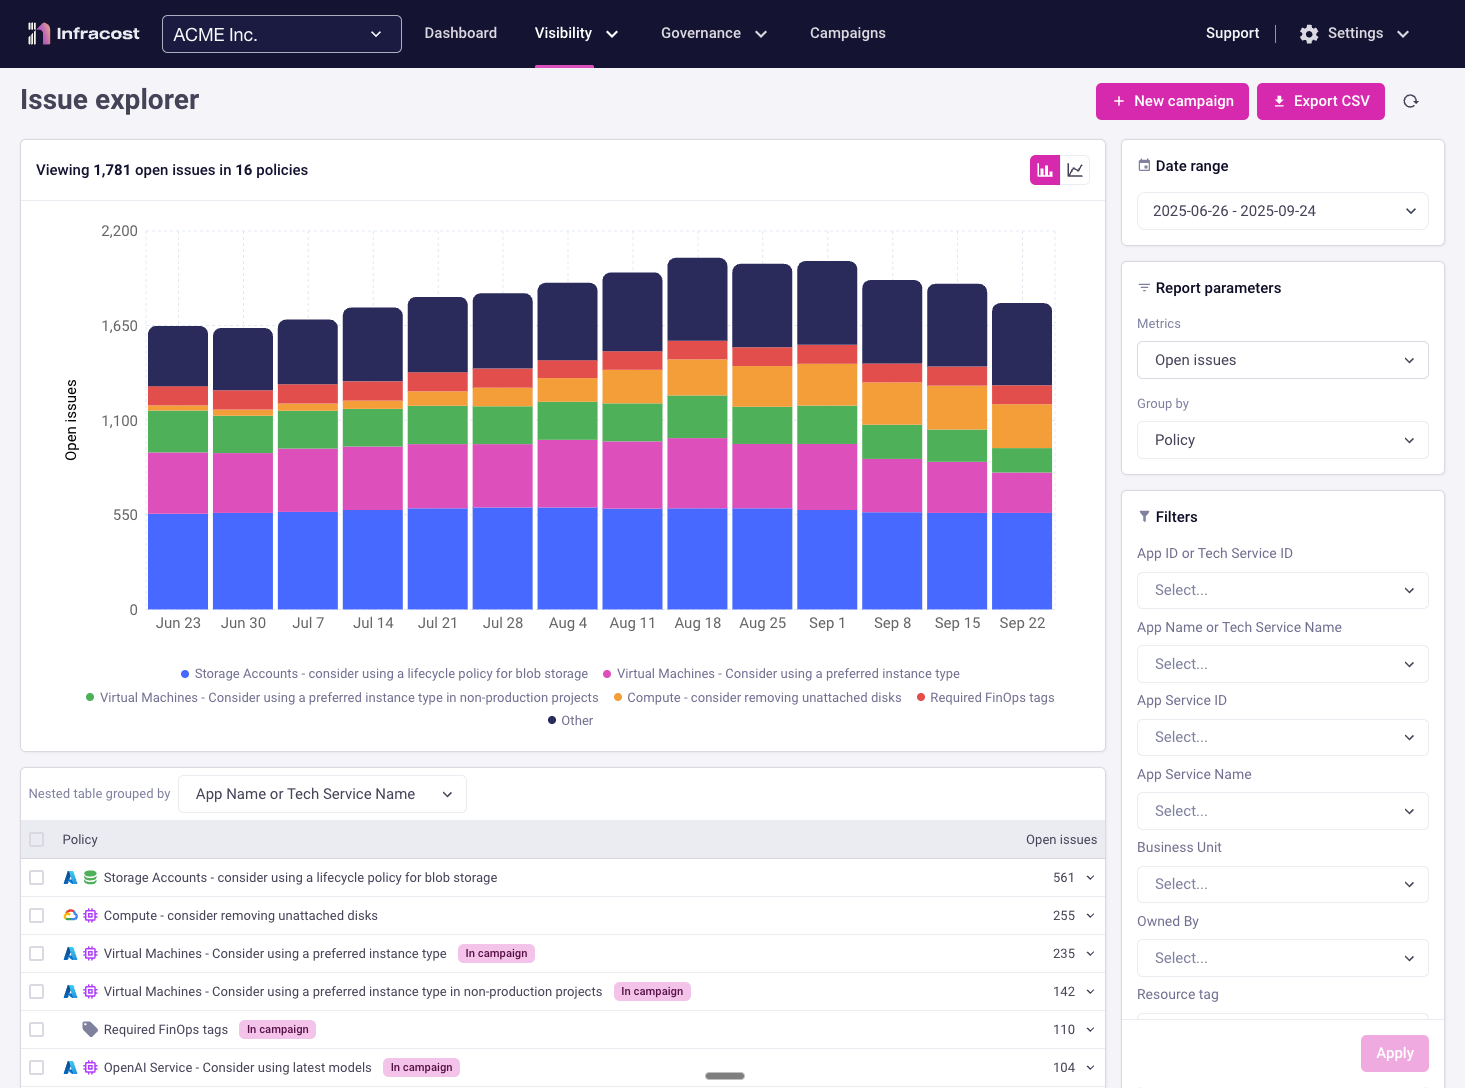 Infracost
ACME Inc.
Dashboard
Visibility
Governance
Campaigns
Support
Settings
Issue explorer
New campaign
Export CSV
Viewing 1,781 open issues in 16 policies
2,200
1,650
1,100
550
0
Open issues
Jun 23 Jun 30 Jul 7 Jul 14 Jul 21 Jul 28 Aug 4 Aug 11 Aug 18 Aug 25 Sep 1 Sep 8 Sep 15 Sep 22
Storage Accounts - consider using a lifecycle policy for blob storage Virtual Machines - Consider using a preferred instance type
Virtual Machines - Consider using a preferred instance type in non-production projects Compute - consider removing unattached disks Required FinOps tags
Other
Nested table grouped by App Name or Tech Service Name
Policy Open issues
Storage Accounts - consider using a lifecycle policy for blob storage 561
Compute - consider removing unattached disks 255
Virtual Machines - Consider using a preferred instance type In campaign 235
Virtual Machines - Consider using a preferred instance type in non-production projects In campaign 142
Required FinOps tags In campaign 110
OpenAI Service - Consider using latest models In campaign 104
Date range
2025-06-26 - 2025-09-24
Report parameters
Metrics
Open issues
Group by
Policy
Filters
App ID or Tech Service ID
Select...
App Name or Tech Service Name
Select...
App Service ID
Select...
App Service Name
Select...
Business Unit
Select...
Owned By
Select...
Resource tag
Apply